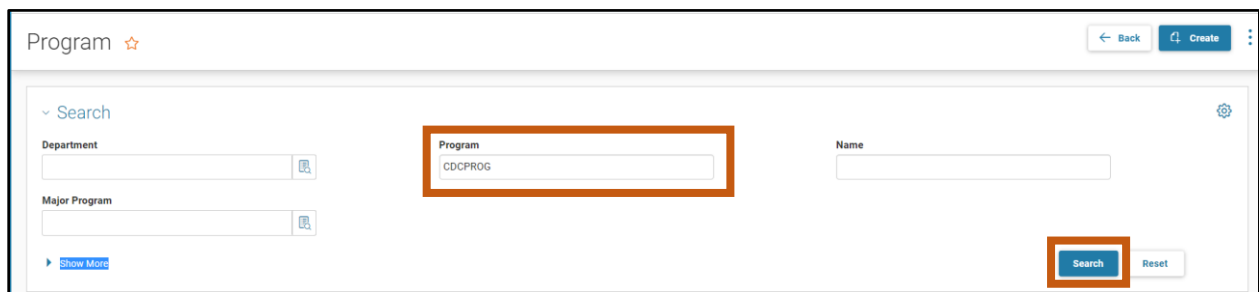 Program
Back
Create
Search
Department
Program
Name
CDCPROG
Major Program
Show More
Search
Reset